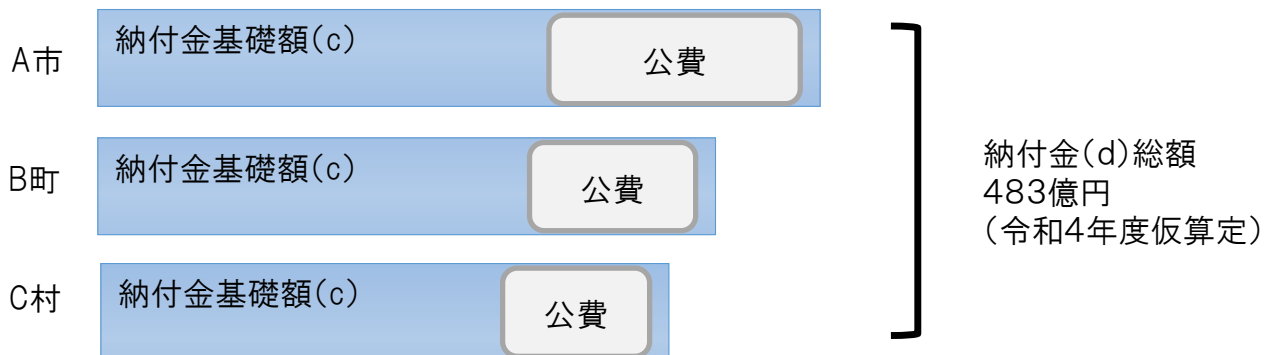 A市
納付金基礎額(c)
公費
B町
納付金基礎額(c)
公費
C村
納付金基礎額(c)
公費
納付金(d)総額
483億円
(令和4年度仮算定)